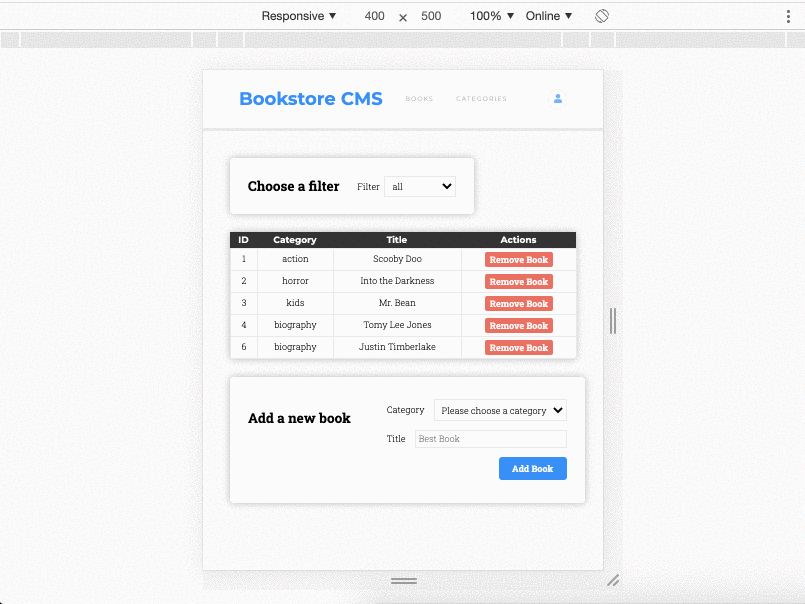 Responsive ▼ 400 × 500 100% ▼ Online ▼
Bookstore CMS BOOKS CATEGORIES
Choose a filter Filter all
ID Category Title Actions
1 action Scooby Doo Remove Book
2 horror Into the Darkness Remove Book
3 kids Mr. Bean Remove Book
4 biography Tomy Lee Jones Remove Book
6 biography Justin Timberlake Remove Book
Add a new book
Category Please choose a category
Title Best Book
Add Book